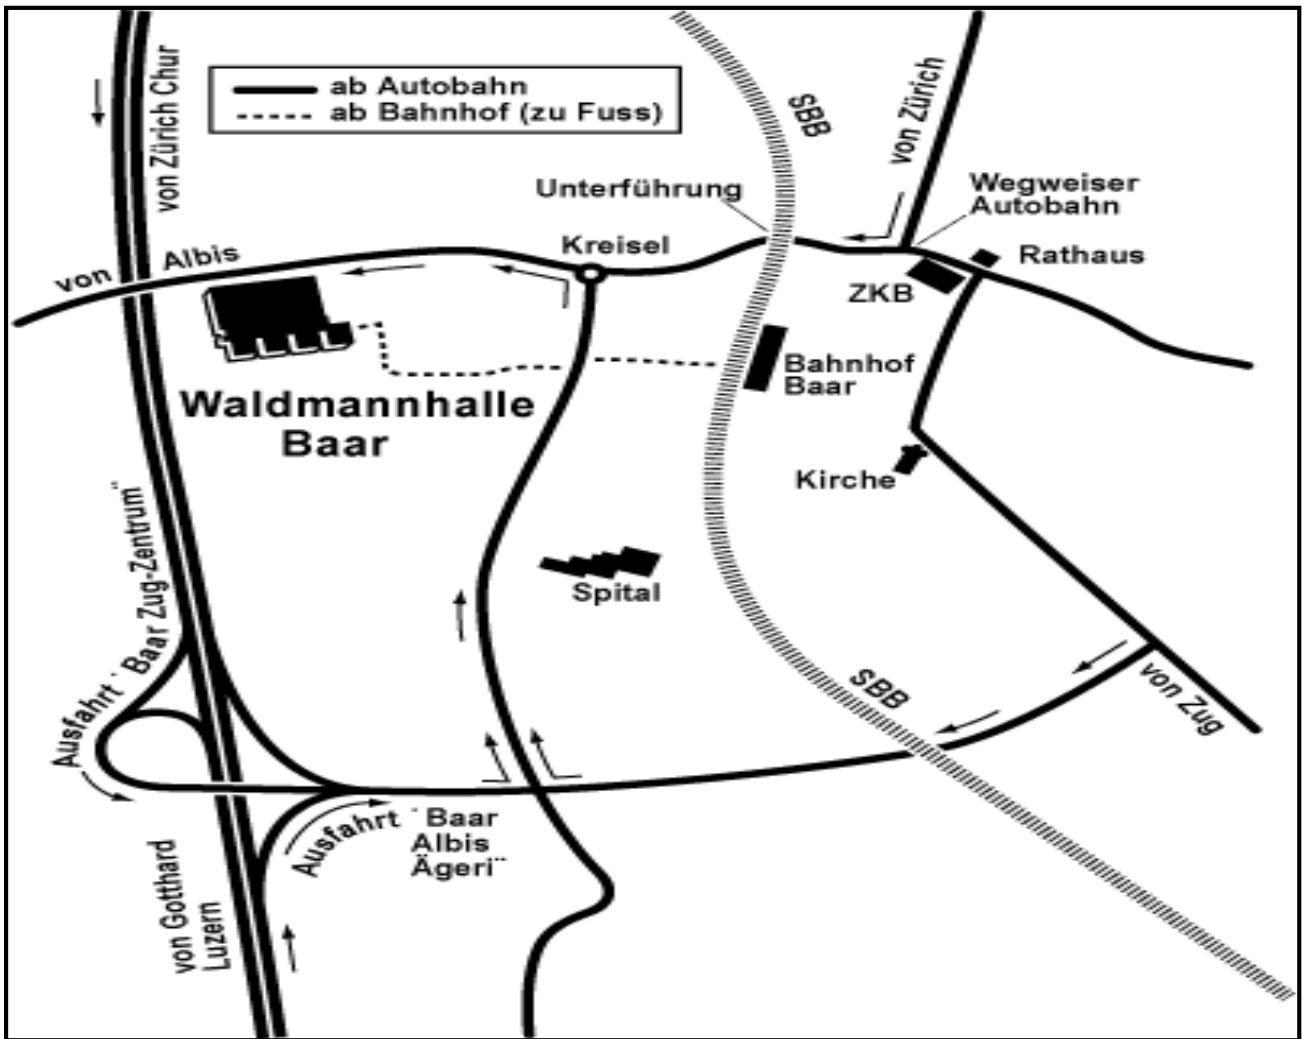 von Zürich Chur
ab Autobahn
ab Bahnhof (zu Fuss)
SBB
von Zürich
Unterführung
Wegweiser
Autobahn
von Albis
Kreisel
Rathaus
ZKB
Bahnhof
Baar
Waldmannhalle
Baar
Kirche
Spital
Ausfahrt ¨ Baar Zug-Zentrum¨
SBB
von Zug
Ausfahrt ¨ Baar
Albis
Ägeri¨
von Gotthard
Luzern